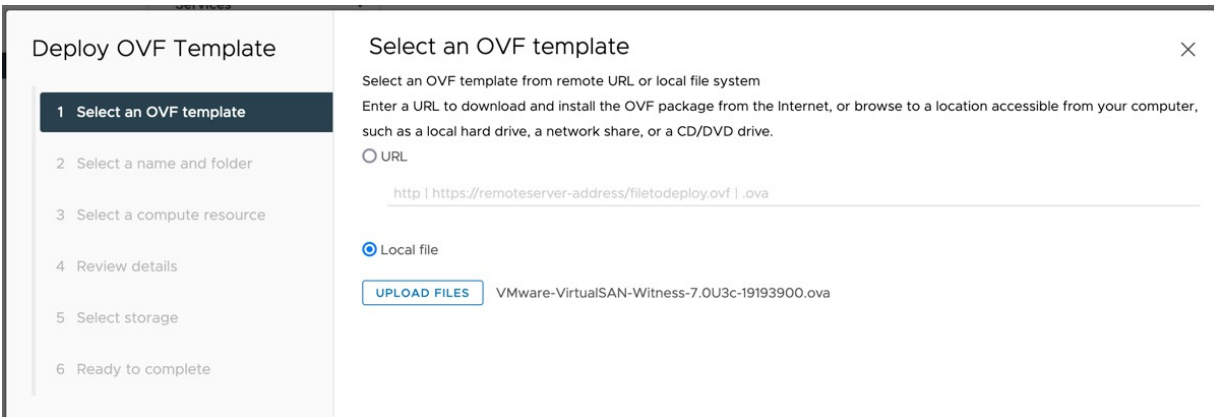 Services
Deploy OVF Template
1 Select an OVF template
2 Select a name and folder
3 Select a compute resource
4 Review details
5 Select storage
6 Ready to complete
Select an OVF template
Select an OVF template from remote URL or local file system
Enter a URL to download and install the OVF package from the Internet, or browse to a location accessible from your computer,
such as a local hard drive, a network share, or a CD/DVD drive.
URL
http | https://remoteserver-address/filetodeploy.ovf | .ova
Local file
UPLOAD FILES VMware-VirtualSAN-Witness-7.0U3c-19193900.ova